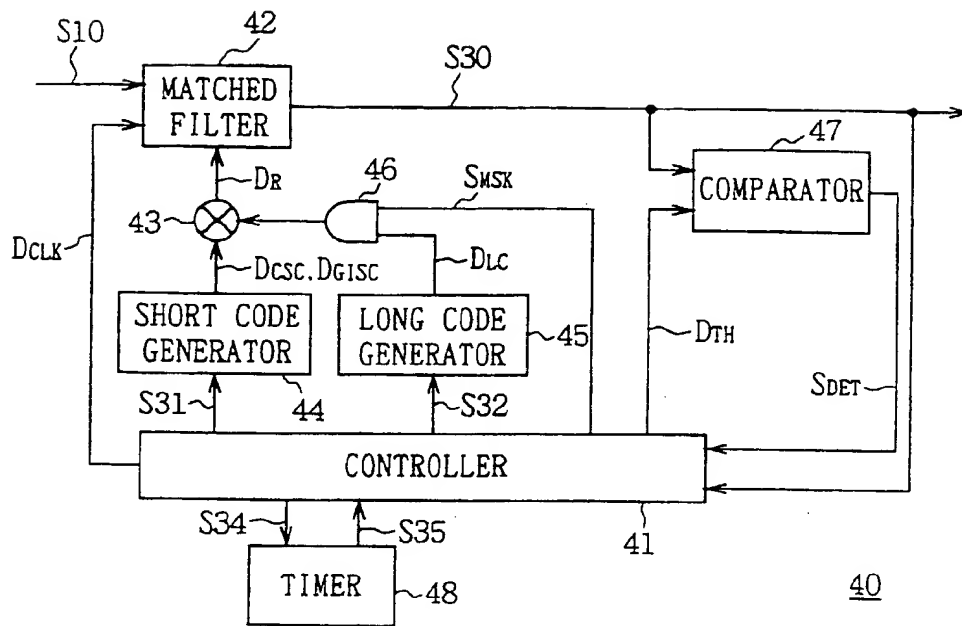 S10
42
MATCHED
FILTER
S30
47
COMPARATOR
DR
46
SMSK
43
DCLK
DCSC.DGISC
DLC
SHORT CODE
GENERATOR
LONG CODE
GENERATOR
45
DTH
SDET
S31
44
S32
CONTROLLER
S34
S35
41
TIMER
48
40